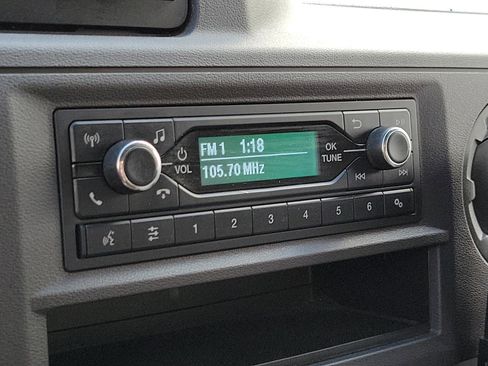 FM 1 1:18
105.70 MHz
VOL
OK
TUNE
1 2 3 4 5 6